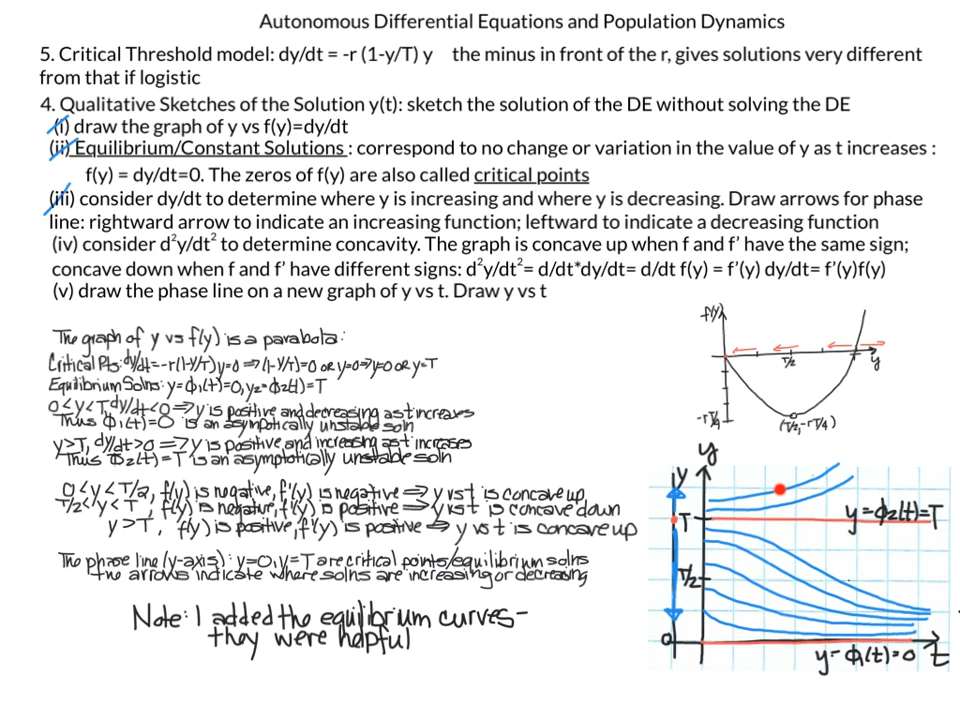 Autonomous Differential Equations and Population Dynamics
5. Critical Threshold model: dy/dt = -r (1-y/T) y the minus in front of the r, gives solutions very different
from that if logistic
4. Qualitative Sketches of the Solution y(t): sketch the solution of the DE without solving the DE
(i) draw the graph of y vs f(y)=dy/dt
(ii) Equilibrium/Constant Solutions : correspond to no change or variation in the value of y as t increases :
f(y) = dy/dt=0. The zeros of f(y) are also called critical points
(iii) consider dy/dt to determine where y is increasing and where y is decreasing. Draw arrows for phase
line: rightward arrow to indicate an increasing function; leftward to indicate a decreasing function
(iv) consider d²y/dt² to determine concavity. The graph is concave up when f and f' have the same sign;
concave down when f and f' have different signs: d²y/dt²= d/dt*dy/dt= d/dt f(y) = f'(y) dy/dt= f'(y)f(y)
(v) draw the phase line on a new graph of y vs t. Draw y vs t
The graph of y vs f(y) is a parabola:
Critical Pts: dy/dt=-r(1-y/T)y=0 ⇒ (1-y/T)=0 or y=0 ⇒ y=0 or y=T
Equilibrium Solns: y=ϕ₁(t)=0, y₂=ϕ₂(t)=T
0<y<T, dy/dt<0 ⇒ y is positive and decreasing as t increases
Thus ϕ₁(t)=0 is an asymptotically unstable soln
y>T, dy/dt>0 ⇒ y is positive and increasing as t increases
Thus ϕ₂(t)=T is an asymptotically unstable soln
0<y<T/2, f(y) is negative, f'(y) is negative ⇒ y vs t is concave up
T/2<y<T, f(y) is negative, f'(y) is positive ⇒ y vs t is concave down
y>T, f(y) is positive, f'(y) is positive ⇒ y vs t is concave up
The phase line (y-axis): y=0, y=T are critical points/equilibrium solns
the arrows indicate where solns are increasing or decreasing
Note: I added the equilibrium curves-
they were helpful
f(y)
T/2
y
-rT/4
(T/2, -rT/4)
y
y
T
y=ϕ₂(t)=T
T/2
0
y=ϕ₁(t)=0
t